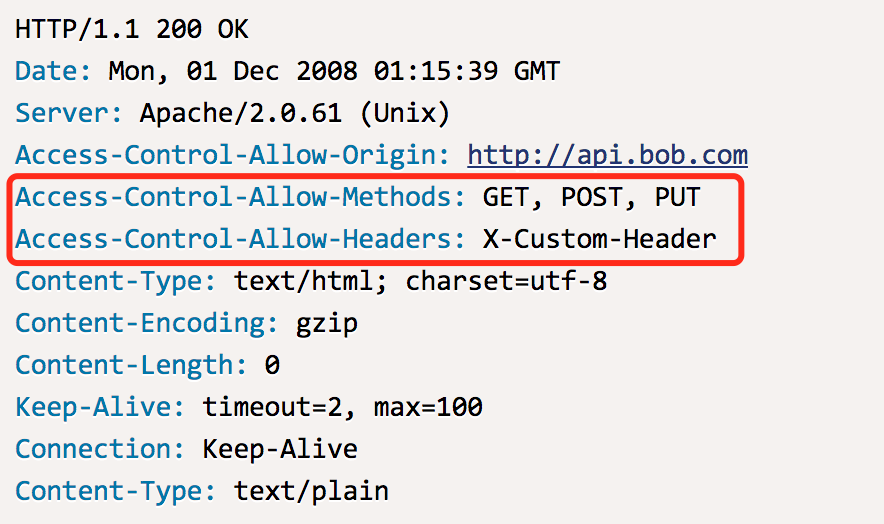 HTTP/1.1 200 OK
Date: Mon, 01 Dec 2008 01:15:39 GMT
Server: Apache/2.0.61 (Unix)
Access-Control-Allow-Origin: http://api.bob.com
Access-Control-Allow-Methods: GET, POST, PUT
Access-Control-Allow-Headers: X-Custom-Header
Content-Type: text/html; charset=utf-8
Content-Encoding: gzip
Content-Length: 0
Keep-Alive: timeout=2, max=100
Connection: Keep-Alive
Content-Type: text/plain